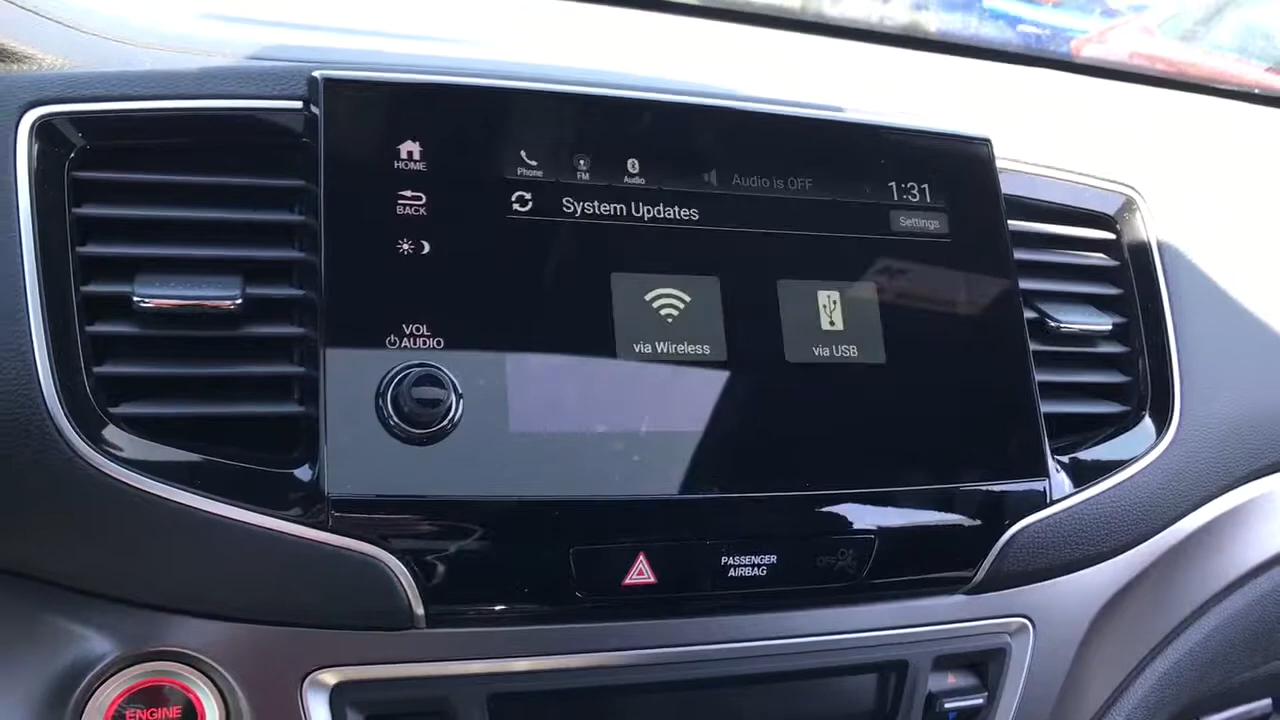 HOME
BACK
VOL
AUDIO
Phone
FM
Audio
Audio is OFF
1:31
System Updates
Settings
via Wireless
via USB
PASSENGER
AIRBAG
OFF
ENGINE